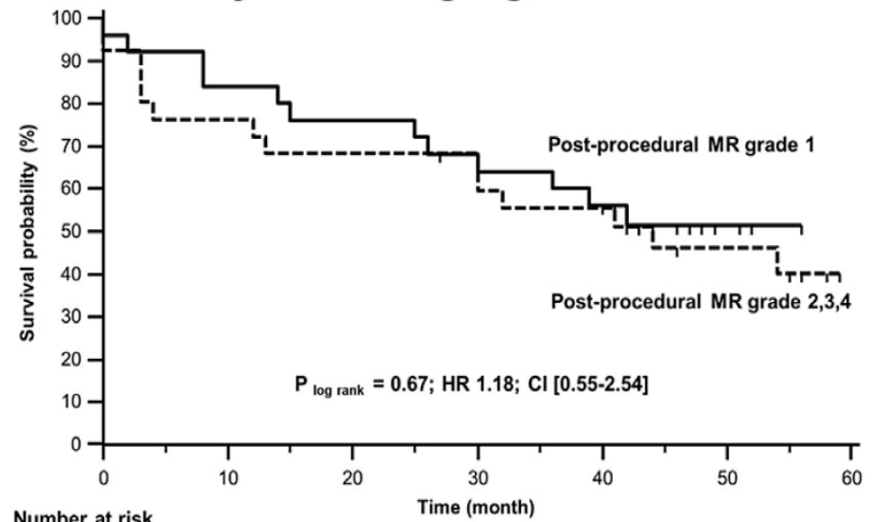 100
90
80
70
60
50
40
30
20
10
0
Survival probability (%)
Post-procedural MR grade 1
Post-procedural MR grade 2,3,4
P log rank = 0.67; HR 1.18; CI [0.55-2.54]
0 10 20 30 40 50 60
Time (month)
Number at risk